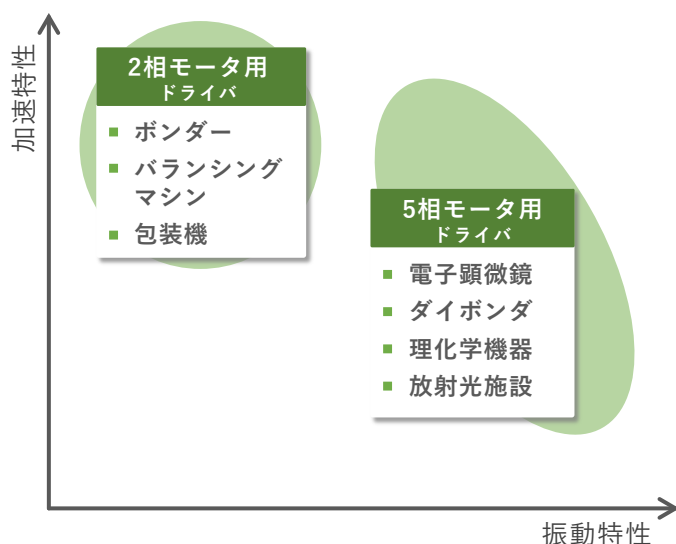 加速特性
2相モータ用
ドライバ
ボンダー
バランシング
マシン
包装機
5相モータ用
ドライバ
電子顕微鏡
ダイボンダ
理化学機器
放射光施設
振動特性